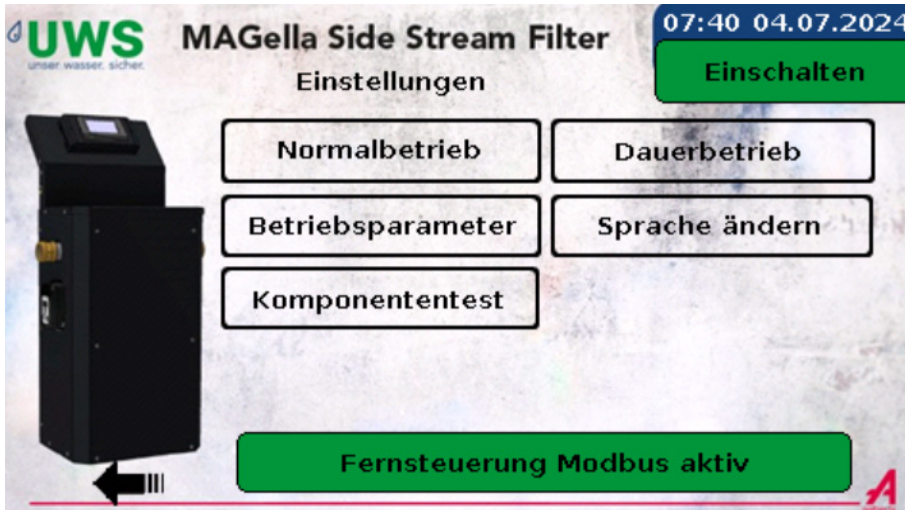 UWS
unser. wasser. sicher.
MAGella Side Stream Filter
07:40 04.07.2024
Einstellungen
Einschalten
Normalbetrieb
Dauerbetrieb
Betriebsparameter
Sprache ändern
Komponententest
Fernsteuerung Modbus aktiv